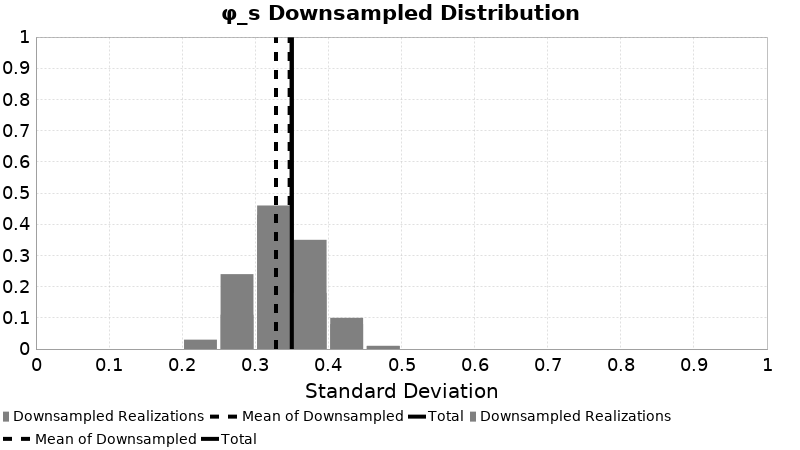 φ_s Downsampled Distribution
1
0.9
0.8
0.7
0.6
0.5
0.4
0.3
0.2
0.1
0
0 0.1 0.2 0.3 0.4 0.5 0.6 0.7 0.8 0.9 1
Standard Deviation
Downsampled Realizations Mean of Downsampled Total Downsampled Realizations
Mean of Downsampled Total